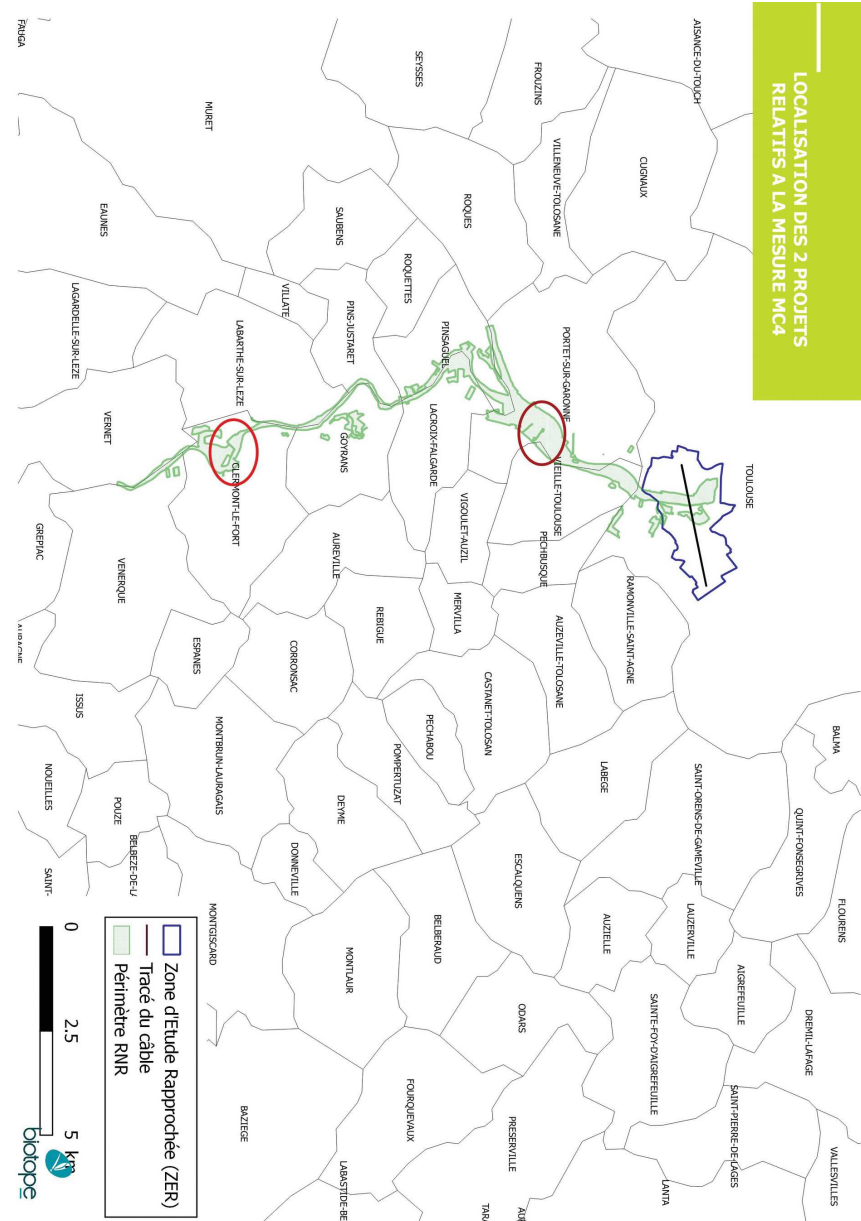 LOCALISATION DES 2 PROJETS
RELATIFS A LA MESURE MC4
TOULOUSE
BALMA
FLOURENS
VALLESVILLES
DREMIL-LAFAGE
QUINT-FONSEGRIVES
AISANCE-DU-TOUCH
SAINT-ORENS-DE-GAMEVILLE
AIGREFEUILLE
SAINT-PIERRE-DE-LAGES
LAUZERVILLE
LANTA
CUGNAUX
RAMONVILLE-SAINT-AGNE
SAINTE-FOY-D'AIGREFEUILLE
LABEGE
AUZIELLE
VILLENEUVE-TOLOSANE
PORTET-SUR-GARONNE
VIEILLE-TOULOUSE
AUZEVILLE-TOLOSANE
FROUZINS
PECHBUSQUE
ESCALQUENS
ODARS
PRESERVILLE
CASTANET-TOLOSAN
ROQUES
VIGOULET-AUZIL
MERVILLA
PINSAGUEL
LACROIX-FALGARDE
PECHABOU
BELBERAUD
SEYSSES
ROQUETTES
FOURQUEVAUX
POMPERTUZAT
REBIGUE
PINS-JUSTARET
GOYRANS
MONTLAUR
SAUBENS
AUREVILLE
DEYME
LABASTIDE-BE
VILLATE
CORRONSAC
DONNEVILLE
LABARTHE-SUR-LEZE
CLERMONT-LE-FORT
BAZIEGE
MURET
MONTBRUN-LAURAGAIS
MONTGISCARD
ESPANES
VENERQUE
POUZE
BELBEZE-DE-L
EAUNES
VERNET
ISSUS
LAGARDELLE-SUR-LEZE
GREPIAC
NOUEILLES
SAINT-
FAUGA
Zone d'Etude Rapprochée (ZER)
Tracé du câble
Périmètre RNR
0 2.5 5 km
biotope